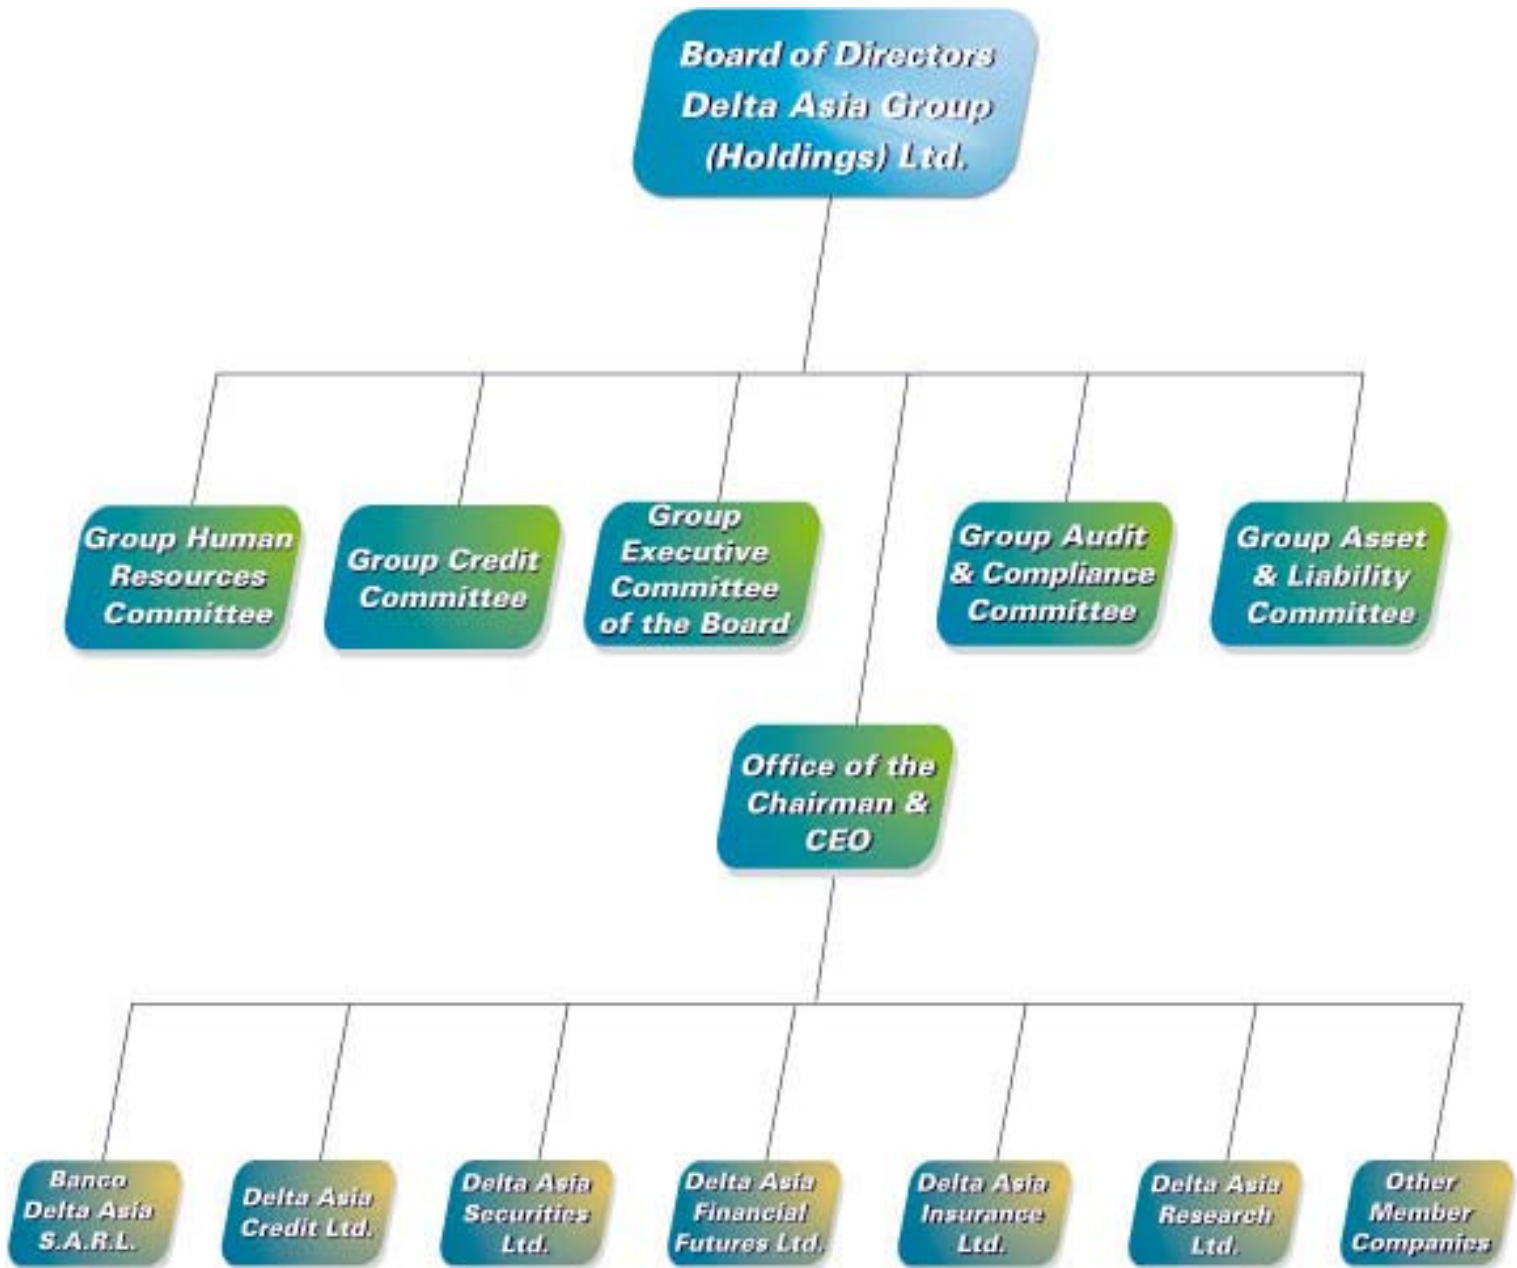 Board of Directors
Delta Asia Group
(Holdings) Ltd.
Group Human
Resources
Committee
Group Credit
Committee
Group
Executive
Committee
of the Board
Group Audit
& Compliance
Committee
Group Asset
& Liability
Committee
Office of the
Chairman &
CEO
Banco
Delta Asia
S.A.R.L.
Delta Asia
Credit Ltd.
Delta Asia
Securities
Ltd.
Delta Asia
Financial
Futures Ltd.
Delta Asia
Insurance
Ltd.
Delta Asia
Research
Ltd.
Other
Member
Companies